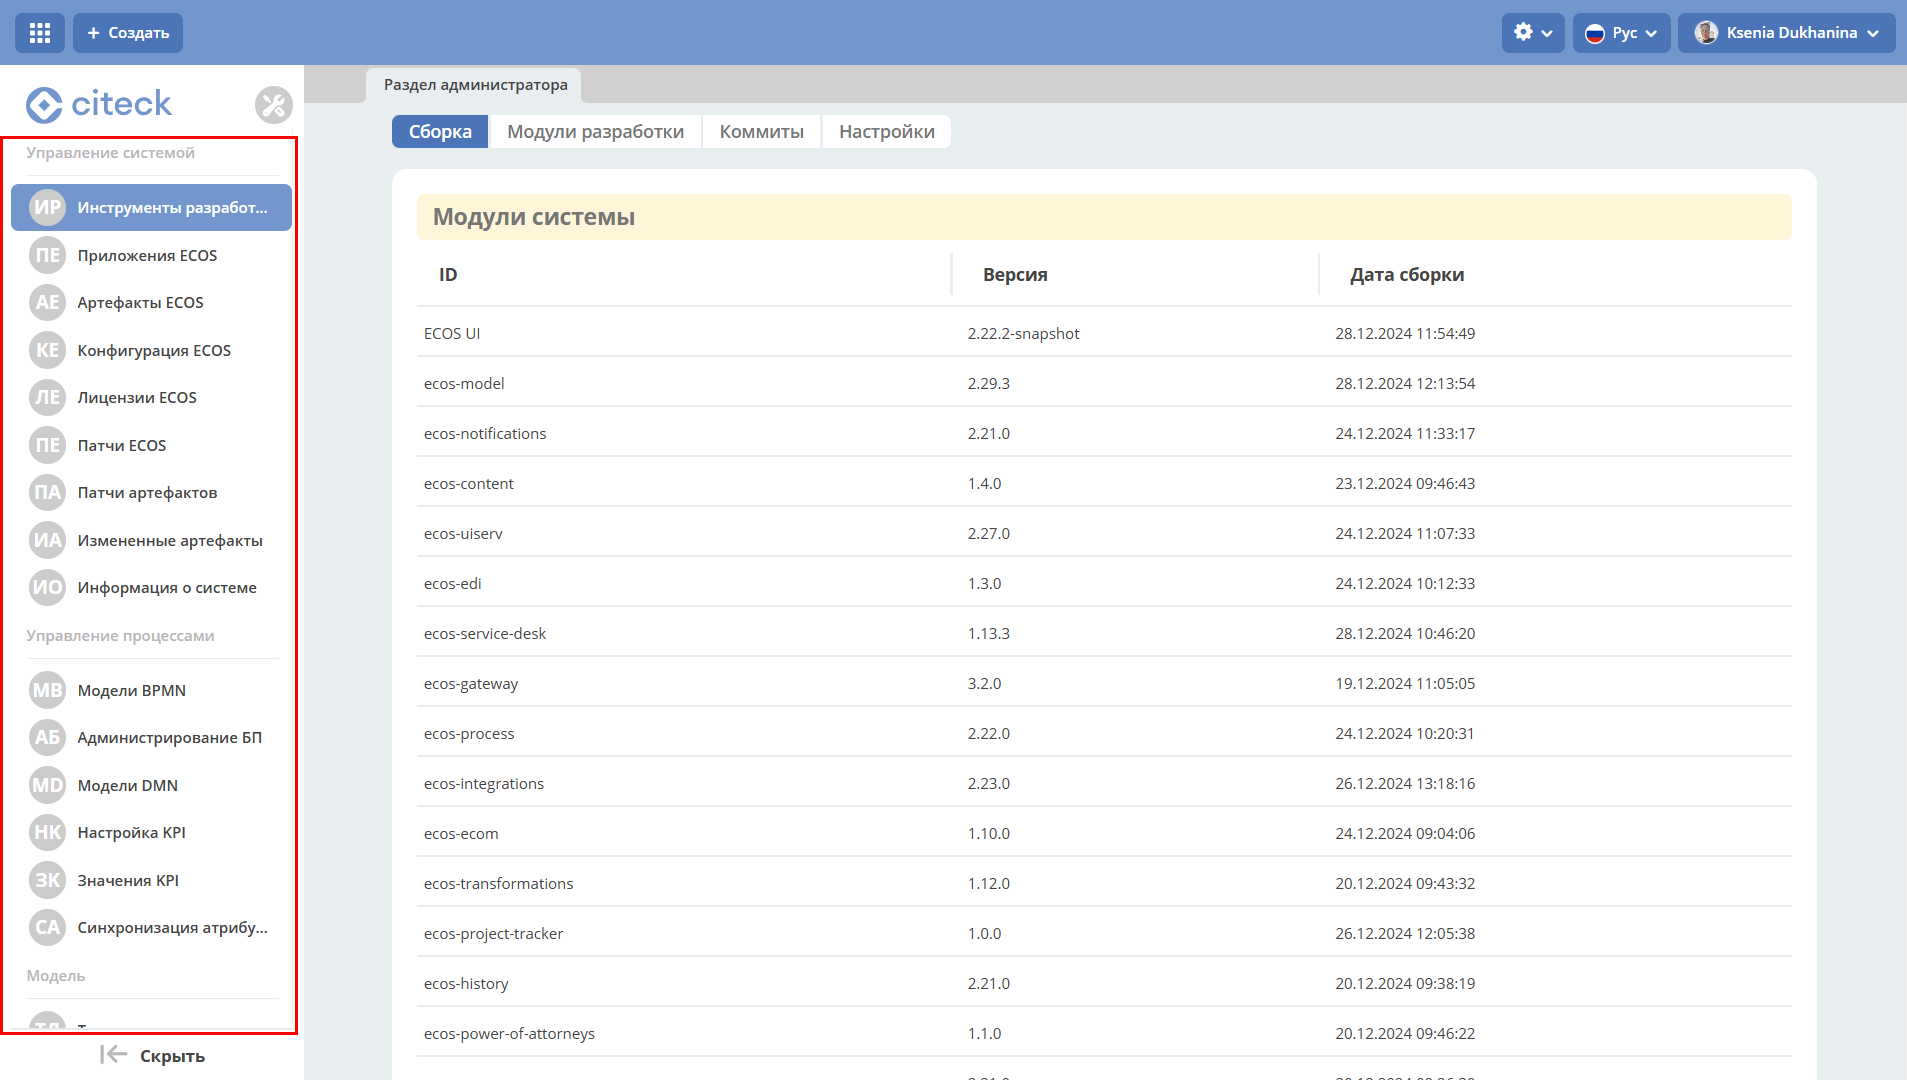 Создать
Рус
Ksenia Dukhanina
citeck
Раздел администратора
Управление системой
ИР Инструменты разработ...
ПЕ Приложения ECOS
АЕ Артефакты ECOS
КЕ Конфигурация ECOS
ЛЕ Лицензии ECOS
ПЕ Патчи ECOS
ПА Патчи артефактов
ИА Измененные артефакты
ИО Информация о системе
Управление процессами
МВ Модели BPMN
АБ Администрирование БП
MD Модели DMN
НК Настройка KPI
ЗК Значения KPI
СА Синхронизация атрибу...
Модель
Скрыть
Сборка Модули разработки Коммиты Настройки
Модули системы
ID Версия Дата сборки
ECOS UI 2.22.2-snapshot 28.12.2024 11:54:49
ecos-model 2.29.3 28.12.2024 12:13:54
ecos-notifications 2.21.0 24.12.2024 11:33:17
ecos-content 1.4.0 23.12.2024 09:46:43
ecos-uiserv 2.27.0 24.12.2024 11:07:33
ecos-edi 1.3.0 24.12.2024 10:12:33
ecos-service-desk 1.13.3 28.12.2024 10:46:20
ecos-gateway 3.2.0 19.12.2024 11:05:05
ecos-process 2.22.0 24.12.2024 10:20:31
ecos-integrations 2.23.0 26.12.2024 13:18:16
ecos-ecom 1.10.0 24.12.2024 09:04:06
ecos-transformations 1.12.0 20.12.2024 09:43:32
ecos-project-tracker 1.0.0 26.12.2024 12:05:38
ecos-history 2.21.0 20.12.2024 09:38:19
ecos-power-of-attorneys 1.1.0 20.12.2024 09:46:22